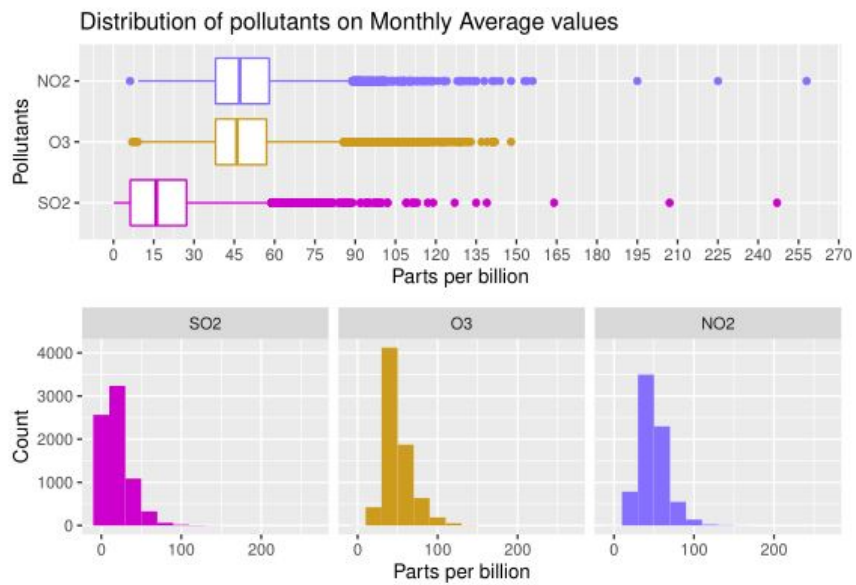 Distribution of pollutants on Monthly Average values
Pollutants
NO2
O3
SO2
0 15 30 45 60 75 90 105 120 135 150 165 180 195 210 225 240 255 270
Parts per billion
SO2 O3 NO2
Count
4000
3000
2000
1000
0
0 100 200 0 100 200 0 100 200
Parts per billion